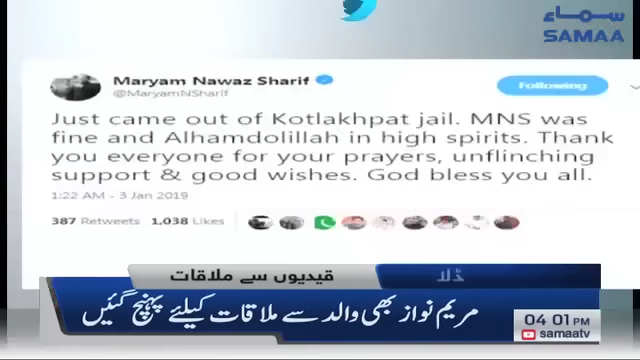 سماء
SAMAA
Maryam Nawaz Sharif
@MaryamNSharif
Following
Just came out of Kotlakhpat jail. MNS was
fine and Alhamdolillah in high spirits. Thank
you everyone for your prayers, unflinching
support & good wishes. God bless you all.
1:22 AM - 3 Jan 2019
387 Retweets 1,038 Likes
قیدیوں سے ملاقات
مریم نواز بھی والد سے ملاقات کیلئے پہنچ گئیں
04 01 PM
samaatv